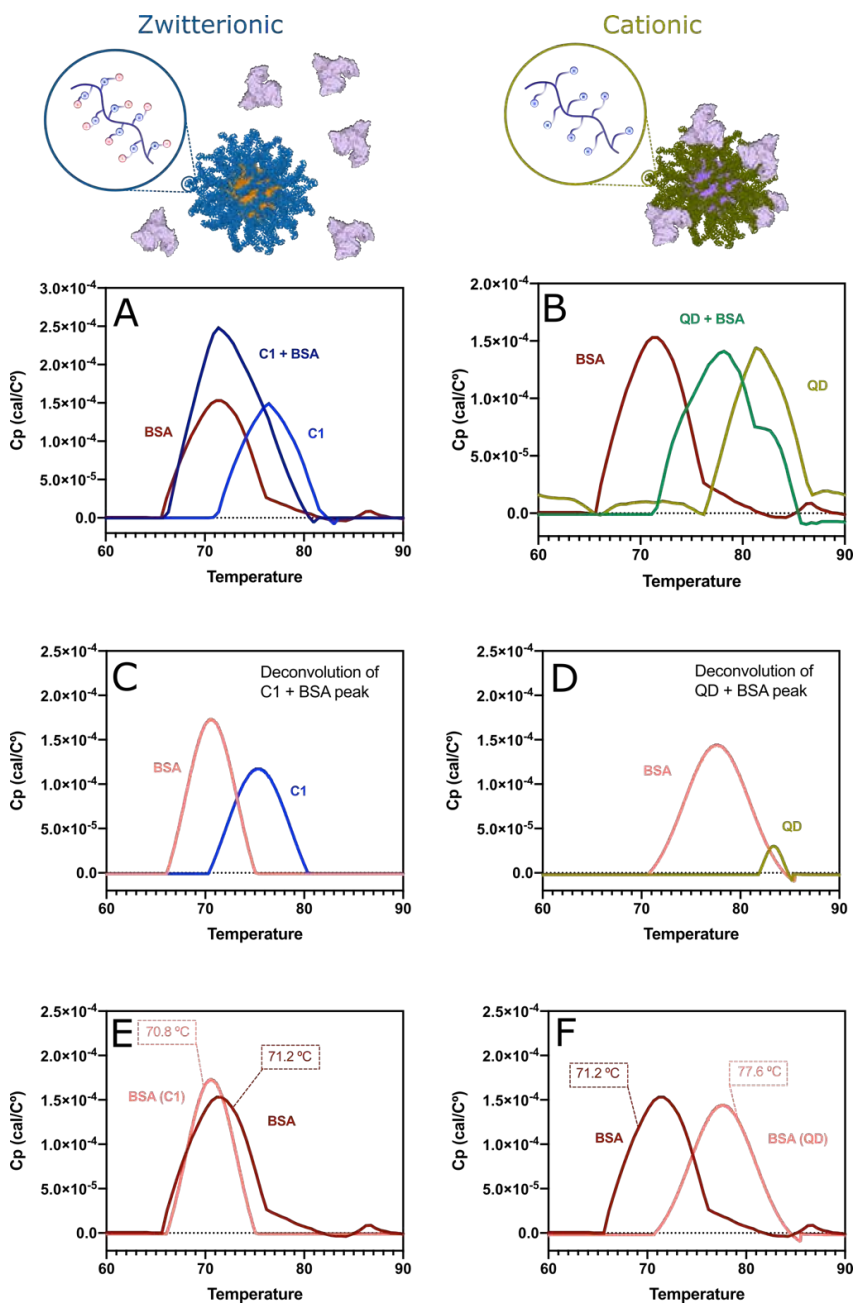 Zwitterionic
Cationic
A
3.0×10⁻⁴
2.5×10⁻⁴
2.0×10⁻⁴
1.5×10⁻⁴
1.0×10⁻⁴
5.0×10⁻⁵
0.0
Cp (cal/Cº)
C1 + BSA
BSA
C1
60 70 80 90
Temperature
B
2.0×10⁻⁴
1.5×10⁻⁴
1.0×10⁻⁴
5.0×10⁻⁵
0.0
Cp (cal/Cº)
BSA
QD + BSA
QD
60 70 80 90
Temperature
C
Deconvolution of
C1 + BSA peak
2.5×10⁻⁴
2.0×10⁻⁴
1.5×10⁻⁴
1.0×10⁻⁴
5.0×10⁻⁵
0.0
Cp (cal/Cº)
BSA
C1
60 70 80 90
Temperature
D
Deconvolution of
QD + BSA peak
2.5×10⁻⁴
2.0×10⁻⁴
1.5×10⁻⁴
1.0×10⁻⁴
5.0×10⁻⁵
0.0
Cp (cal/Cº)
BSA
QD
60 70 80 90
Temperature
E
2.5×10⁻⁴
2.0×10⁻⁴
1.5×10⁻⁴
1.0×10⁻⁴
5.0×10⁻⁵
0.0
Cp (cal/Cº)
70.8 ºC
71.2 ºC
BSA (C1)
BSA
60 70 80 90
Temperature
F
2.5×10⁻⁴
2.0×10⁻⁴
1.5×10⁻⁴
1.0×10⁻⁴
5.0×10⁻⁵
0.0
Cp (cal/Cº)
71.2 ºC
77.6 ºC
BSA
BSA (QD)
60 70 80 90
Temperature